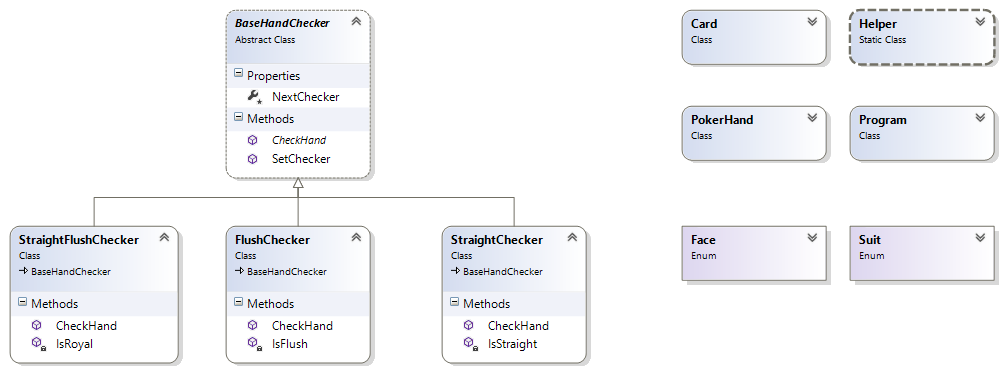 BaseHandChecker
Abstract Class
Properties
NextChecker
Methods
CheckHand
SetChecker
StraightFlushChecker
Class
BaseHandChecker
Methods
CheckHand
IsRoyal
FlushChecker
Class
BaseHandChecker
Methods
CheckHand
IsFlush
StraightChecker
Class
BaseHandChecker
Methods
CheckHand
IsStraight
Card
Class
Helper
Static Class
PokerHand
Class
Program
Class
Face
Enum
Suit
Enum